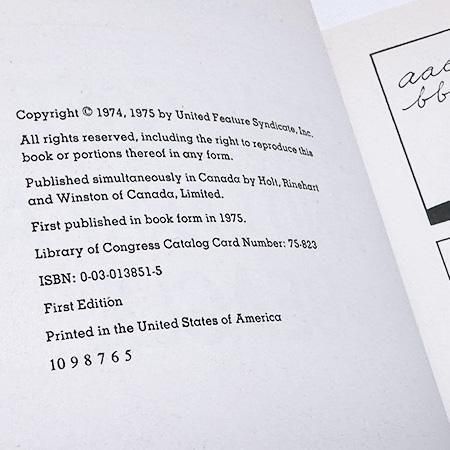 Copyright © 1974, 1975 by United Feature Syndicate, Inc.
All rights reserved, including the right to reproduce this
book or portions thereof in any form.
Published simultaneously in Canada by Holt, Rinehart
and Winston of Canada, Limited.
First published in book form in 1975.
Library of Congress Catalog Card Number: 75-823
ISBN: 0-03-013851-5
First Edition
Printed in the United States of America
10 9 8 7 6 5